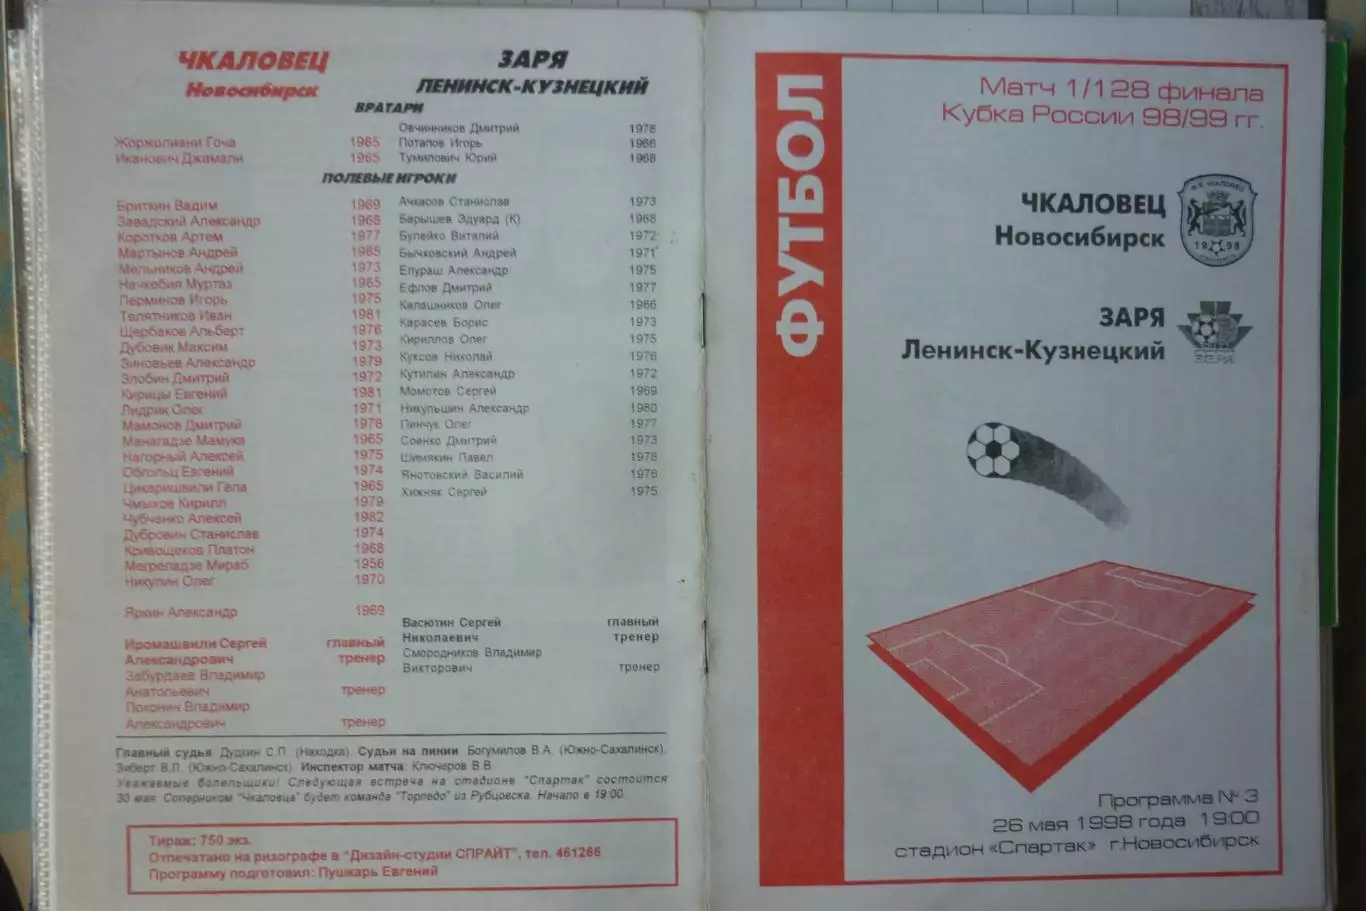 ЧКАЛОВЕЦ
Новосибирск
ЗАРЯ
ЛЕНИНСК-КУЗНЕЦКИЙ
ВРАТАРИ
Жоржолиани Гоча 1965
Иканович Джамали 1965
Овчинников Дмитрий 1976
Потапов Игорь 1966
Тумилович Юрий 1968
ПОЛЕВЫЕ ИГРОКИ
Бриткин Вадим 1969
Завадский Александр 1965
Коротков Артем 1977
Мартынов Андрей 1965
Мельников Андрей 1973
Начкебия Муртаз 1965
Перминов Игорь 1975
Телятников Иван 1981
Щербаков Альберт 1976
Дубовик Максим 1973
Зиновьев Александр 1979
Злобин Дмитрий 1972
Кирицы Евгений 1981
Лидрик Олег 1971
Мамонов Дмитрий 1978
Манагадзе Мамука 1965
Нагорный Алексей 1975
Обгольц Евгений 1974
Цикаришвили Гела 1965
Чмыхов Кирилл 1979
Чубченко Алексей 1982
Дубровин Станислав 1974
Кривощеков Платон 1968
Мегреладзе Мираб 1956
Никулин Олег 1970
Яркин Александр 1969
Иромашвили Сергей главный
Александрович тренер
Забурдаев Владимир
Анатольевич тренер
Поконин Владимир
Александрович тренер
Ачкасов Станислав 1973
Барышев Эдуард (К) 1968
Булейко Виталий 1972
Бычковский Андрей 1971
Епураш Александр 1975
Ефлов Дмитрий 1977
Калашников Олег 1966
Карасев Борис 1973
Кириллов Олег 1975
Куксов Николай 1976
Кутилин Александр 1972
Момотов Сергей 1969
Никульшин Александр 1980
Пинчук Олег 1977
Соенко Дмитрий 1973
Шимякин Павел 1978
Янотовский Василий 1976
Хижняк Сергей 1975
Васютин Сергей главный
Николаевич тренер
Смородников Владимир
Викторович тренер
Главный судья Дудкин С.П. (Находка). Судьи на линии Богумилов В.А. (Южно-Сахалинск).
Зиберт В.Л. (Южно-Сахалинск). Инспектор матча: Ключеров В.В.
Уважаемые болельщики! Следующая встреча на стадионе "Спартак" состоится
30 мая. Соперником "Чкаловца" будет команда "Торпедо" из Рубцовска. Начало в 19:00.
Тираж: 750 экз.
Отпечатано на ризографе в "Дизайн-студии СПРАЙТ", тел. 461266
Программу подготовил: Пушкарь Евгений
ФУТБОЛ
Матч 1/128 финала
Кубка России 98/99 гг.
ЧКАЛОВЕЦ
Новосибирск
1998
ЗАРЯ
Ленинск-Кузнецкий
Программа № 3
26 мая 1998 года 19:00
стадион «Спартак» г.Новосибирск